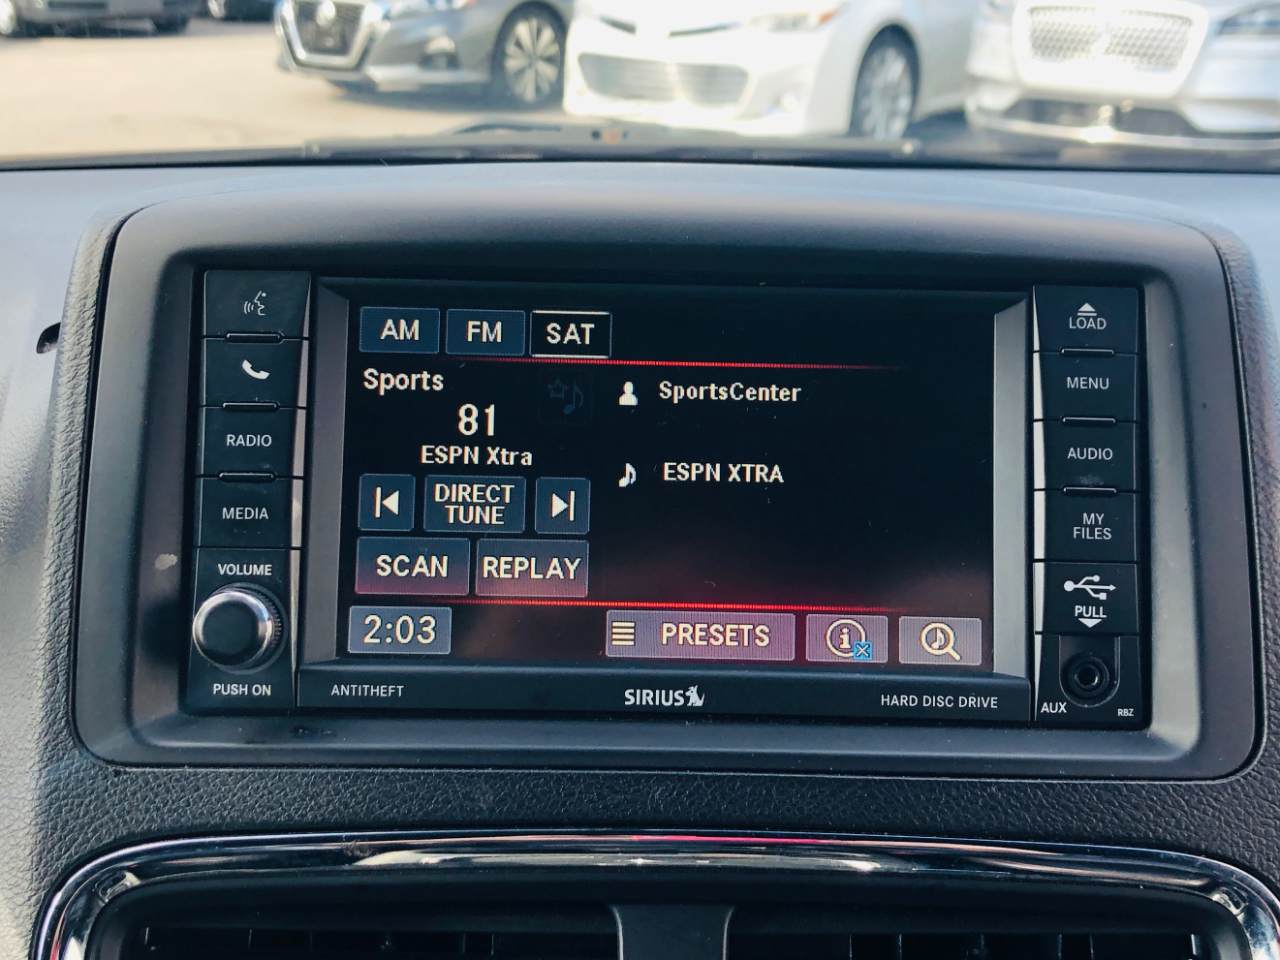 AM FM SAT
Sports
81
ESPN Xtra
DIRECT
TUNE
SCAN REPLAY
SportsCenter
ESPN XTRA
2:03 PRESETS
RADIO
MEDIA
VOLUME
PUSH ON
ANTITHEFT
SIRIUS
HARD DISC DRIVE
LOAD
MENU
AUDIO
MY
FILES
PULL
AUX
RBZ